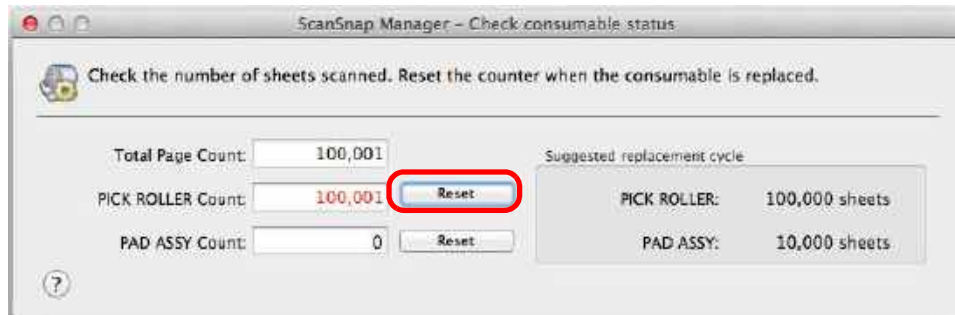 ScanSnap Manager – Check consumable status
Check the number of sheets scanned. Reset the counter when the consumable is replaced.
Total Page Count: 100,001
Suggested replacement cycle
PICK ROLLER Count: 100,001 Reset PICK ROLLER: 100,000 sheets
PAD ASSY Count: 0 Reset PAD ASSY: 10,000 sheets
?